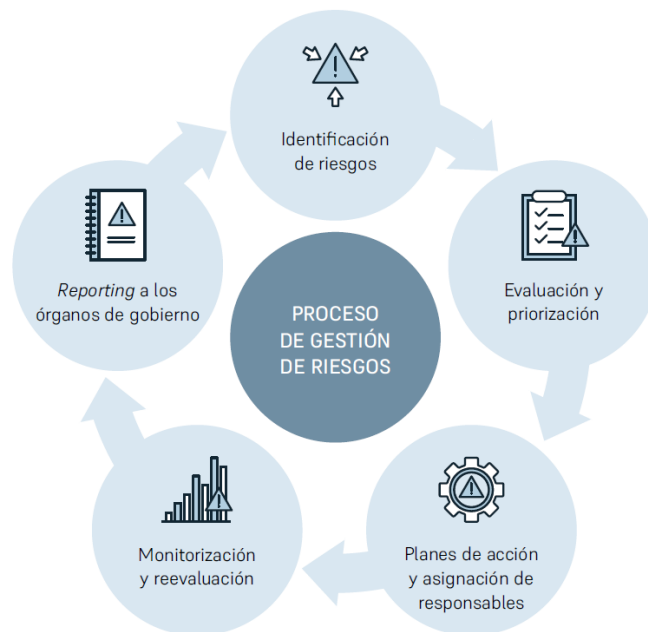 Identificación
de riesgos
Evaluación y
priorización
Planes de acción
y asignación de
responsables
Monitorización
y reevaluación
Reporting a los
órganos de gobierno
PROCESO
DE GESTIÓN
DE RIESGOS